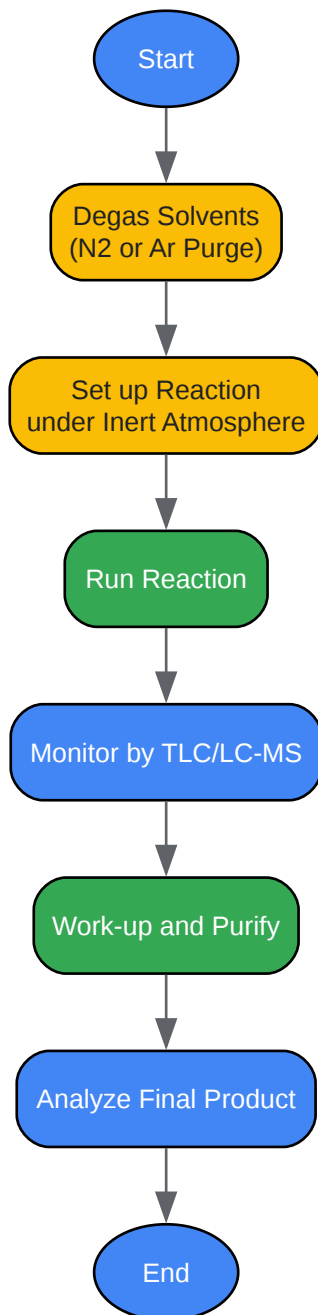 Start
Degas Solvents
(N2 or Ar Purge)
Set up Reaction
under Inert Atmosphere
Run Reaction
Monitor by TLC/LC-MS
Work-up and Purify
Analyze Final Product
End